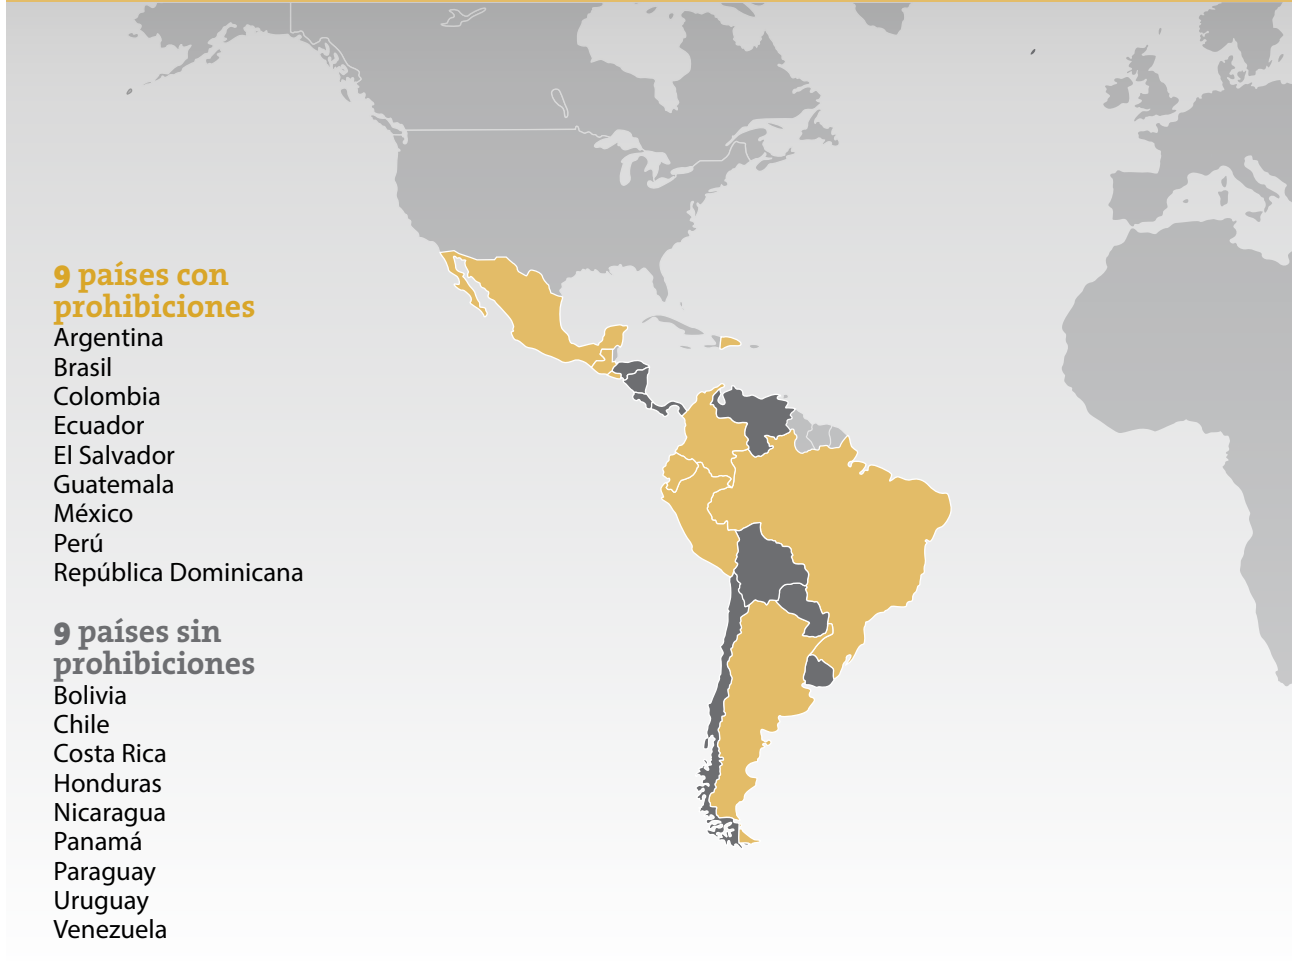 9 países con
prohibiciones
Argentina
Brasil
Colombia
Ecuador
El Salvador
Guatemala
México
Perú
República Dominicana
9 países sin
prohibiciones
Bolivia
Chile
Costa Rica
Honduras
Nicaragua
Panamá
Paraguay
Uruguay
Venezuela